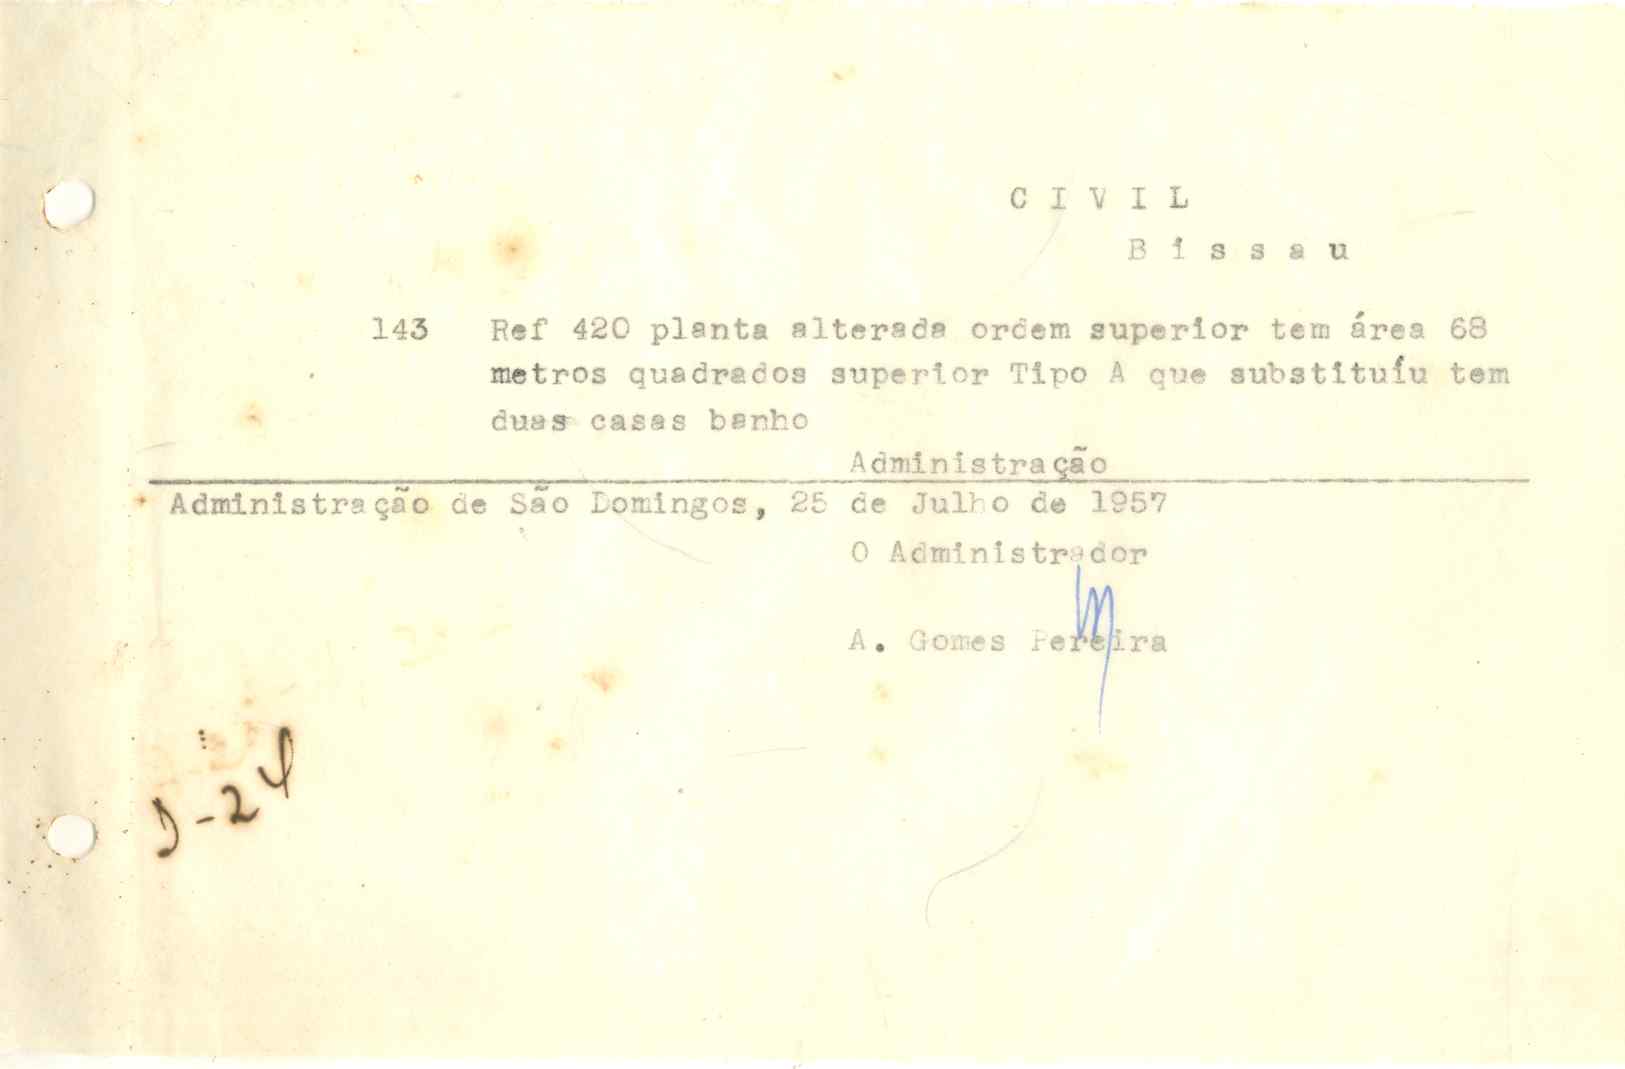 C I V I L
B i s s a u
143 Ref 420 planta alterada ordem superior tem área 68
metros quadrados superior Tipo A que substituíu tem
duas casas banho
Administração
Administração de São Domingos, 25 de Julho de 1957
O Administrador
A. Gomes Pereira
D-24